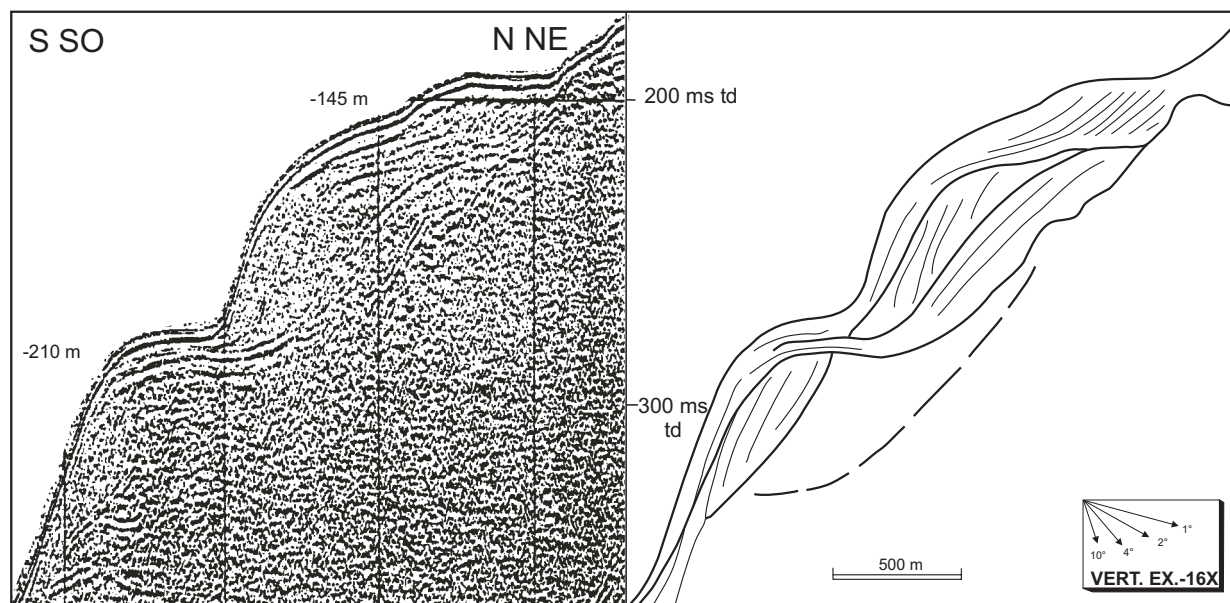 S SO
N NE
-145 m
200 ms td
-210 m
300 ms
td
500 m
1°
2°
4°
10°
VERT. EX.-16X